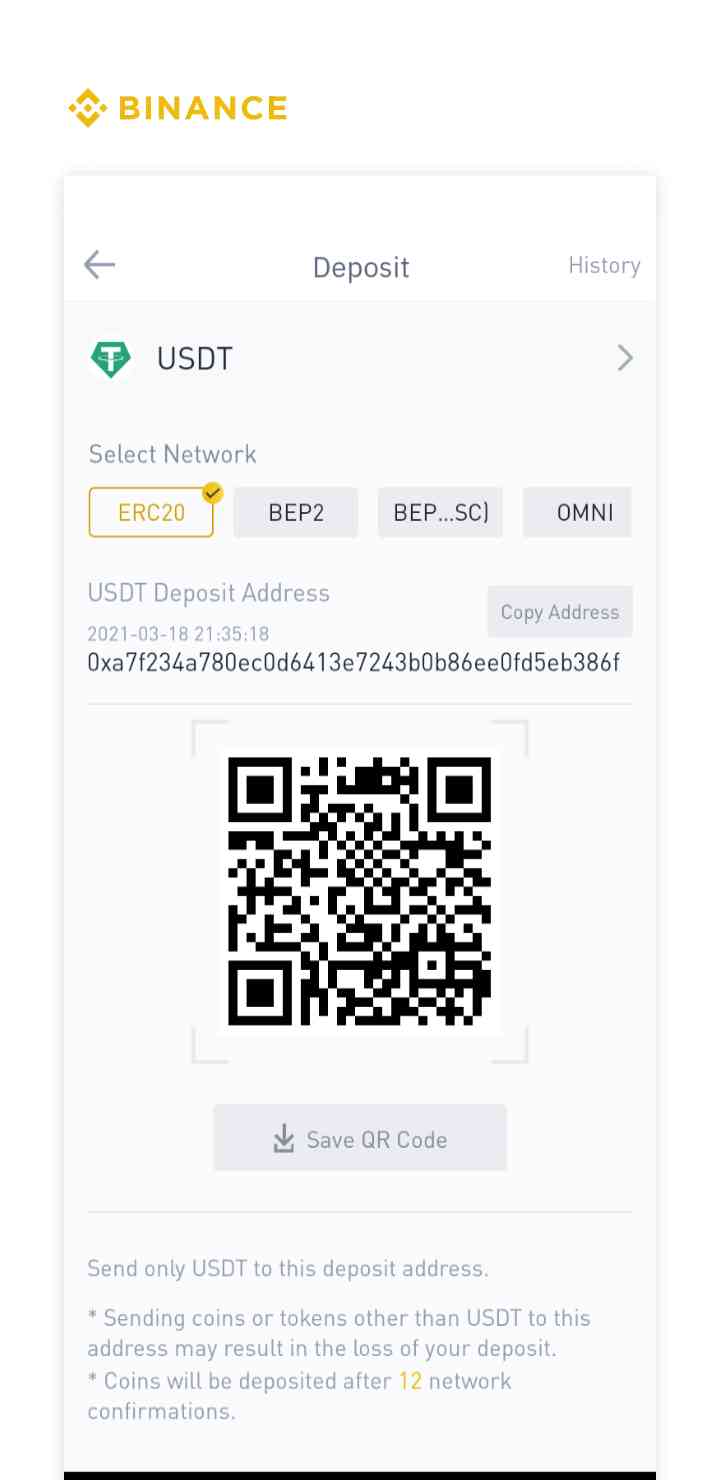 BINANCE
Deposit
History
USDT
Select Network
ERC20
BEP2
BEP...SC)
OMNI
USDT Deposit Address
Copy Address
2021-03-18 21:35:18
0xa7f234a780ec0d6413e7243b0b86ee0fd5eb386f
Save QR Code
Send only USDT to this deposit address.
* Sending coins or tokens other than USDT to this
address may result in the loss of your deposit.
* Coins will be deposited after 12 network
confirmations.